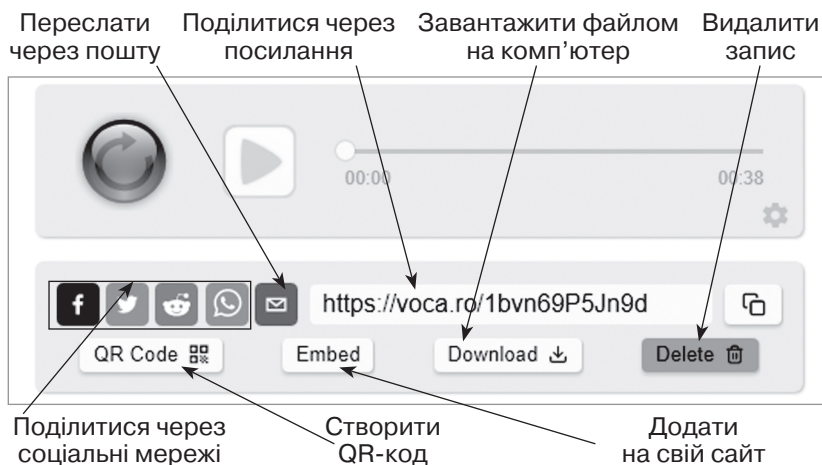 Переслати
через пошту
Поділитися через
посилання
Завантажити файлом
на комп’ютер
Видалити
запис
00:00
00:38
https://voca.ro/1bvn69P5Jn9d
QR Code
Embed
Download
Delete
Поділитися через
соціальні мережі
Створити
QR-код
Додати
на свій сайт